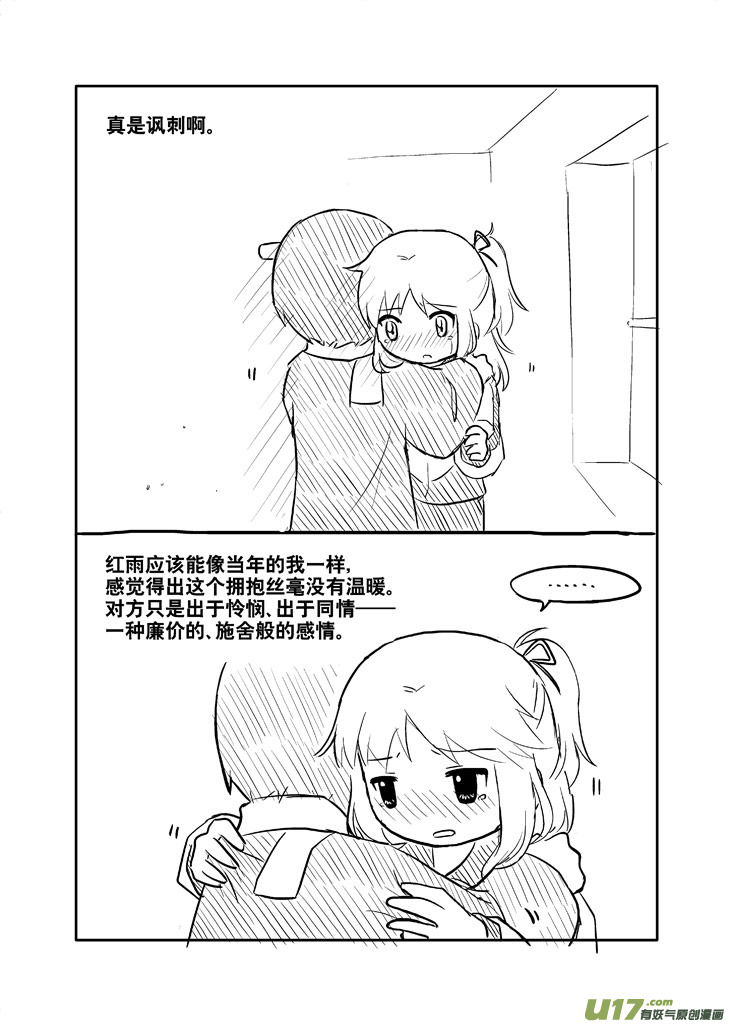 真是讽刺啊。
红雨应该能像当年的我一样,
感觉得出这个拥抱丝毫没有温暖。
对方只是出于怜悯、出于同情——
一种廉价的、施舍般的感情。
……
U17.com
有妖气原创漫画